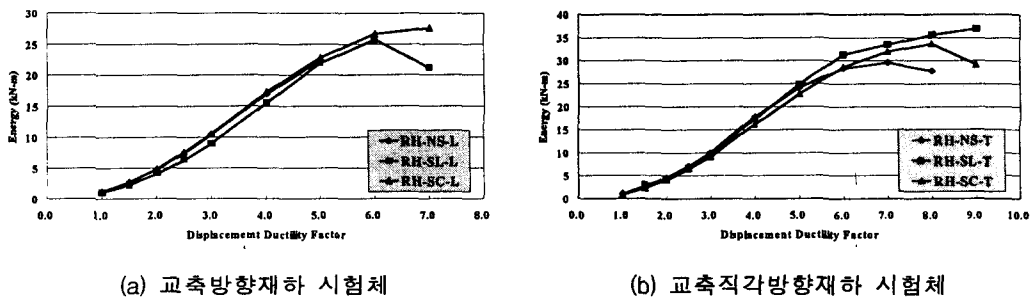 30
25
20
15
10
5
0
Energy (kN-m)
0.0 1.0 2.0 3.0 4.0 5.0 6.0 7.0 8.0
Displacement Ductility Factor
RH-NS-L
RH-SL-L
RH-SC-L
(a) 교축방향재하 시험체
40
35
30
25
20
15
10
5
0
Energy (kN-m)
0.0 1.0 2.0 3.0 4.0 5.0 6.0 7.0 8.0 9.0 10.0
Displacement Ductility Factor
RH-NS-T
RH-SL-T
RH-SC-T
(b) 교축직각방향재하 시험체